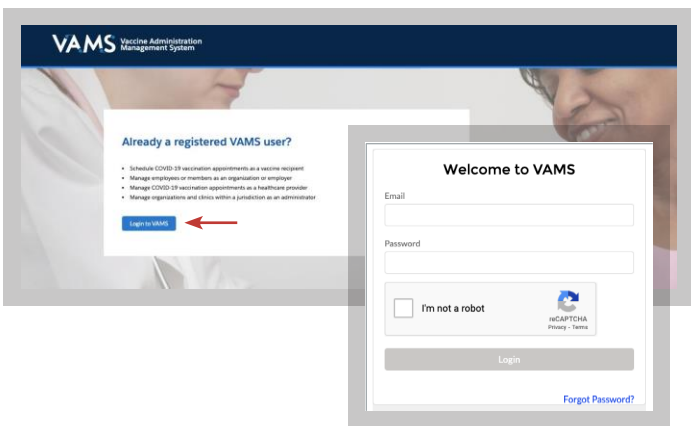 VAMS Vaccine Administration
Management System
Already a registered VAMS user?
• Schedule COVID-19 vaccination appointments as a vaccine recipient
• Manage employees or members as an organization or employer
• Manage COVID-19 vaccination appointments as a healthcare provider
• Manage organizations and clinics within a jurisdiction as an administrator
Login to VAMS
Welcome to VAMS
Email
Password
I'm not a robot
reCAPTCHA
Privacy - Terms
Login
Forgot Password?